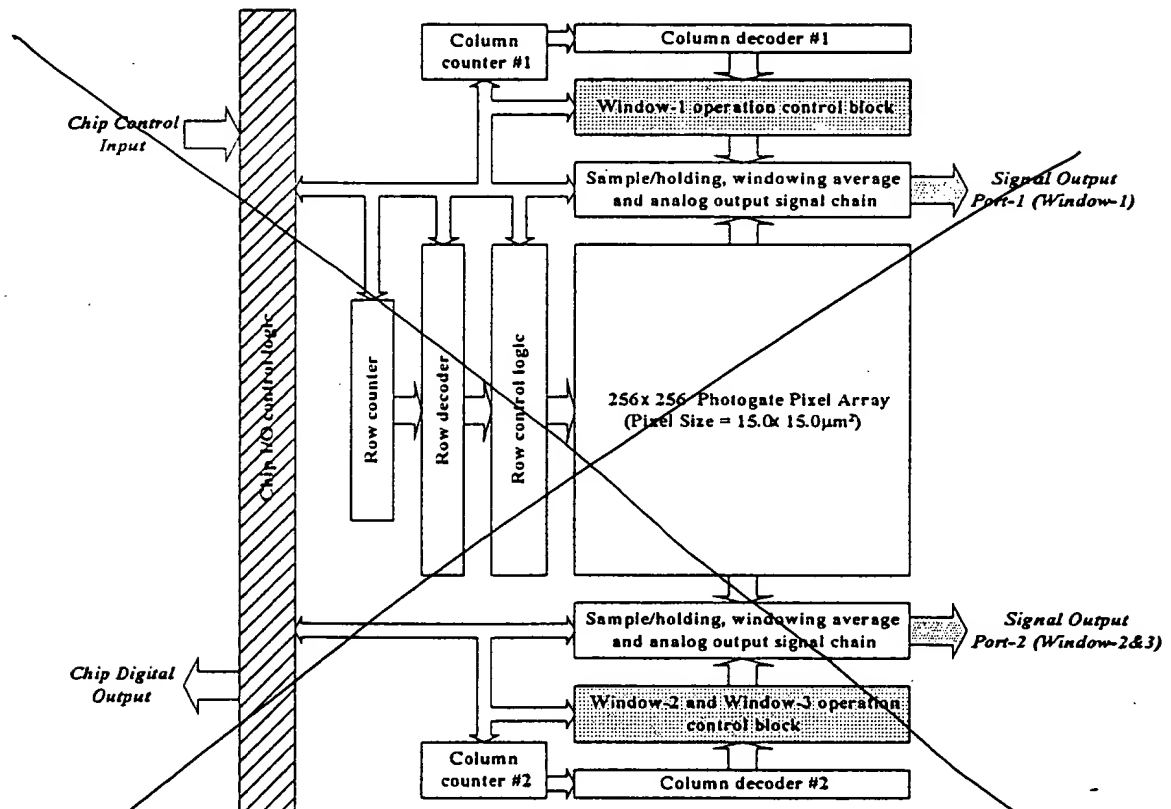 Column
counter #1
Column decoder #1
Window-1 operation control block
Chip Control
Input
Sample/holding, windowing average
and analog output signal chain
Signal Output
Port-1 (Window-1)
Chip I/O control logic
Row counter
Row decoder
Row control logic
256x 256 Photogate Pixel Array
(Pixel Size = 15.0x 15.0μm²)
Sample/holding, windowing average
and analog output signal chain
Signal Output
Port-2 (Window-2&3)
Chip Digital
Output
Window-2 and Window-3 operation
control block
Column
counter #2
Column decoder #2